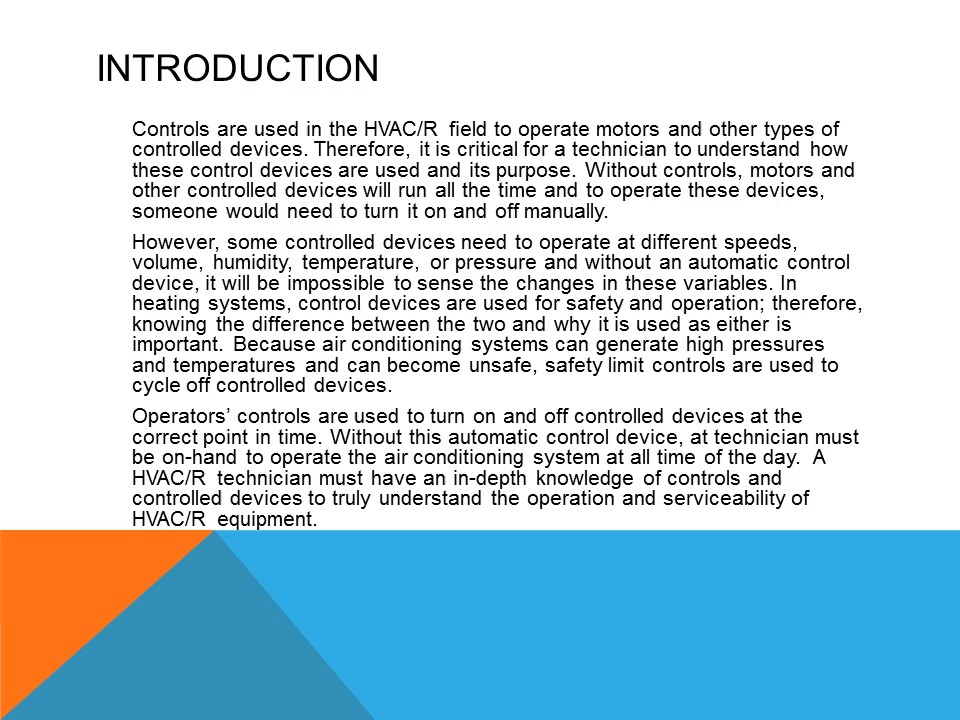 INTRODUCTION
Controls are used in the HVAC/R field to operate motors and other types of
controlled devices. Therefore, it is critical for a technician to understand how
these control devices are used and its purpose. Without controls, motors and
other controlled devices will run all the time and to operate these devices,
someone would need to turn it on and off manually.
However, some controlled devices need to operate at different speeds,
volume, humidity, temperature, or pressure and without an automatic control
device, it will be impossible to sense the changes in these variables. In
heating systems, control devices are used for safety and operation; therefore,
knowing the difference between the two and why it is used as either is
important. Because air conditioning systems can generate high pressures
and temperatures and can become unsafe, safety limit controls are used to
cycle off controlled devices.
Operators’ controls are used to turn on and off controlled devices at the
correct point in time. Without this automatic control device, at technician must
be on-hand to operate the air conditioning system at all time of the day. A
HVAC/R technician must have an in-depth knowledge of controls and
controlled devices to truly understand the operation and serviceability of
HVAC/R equipment.